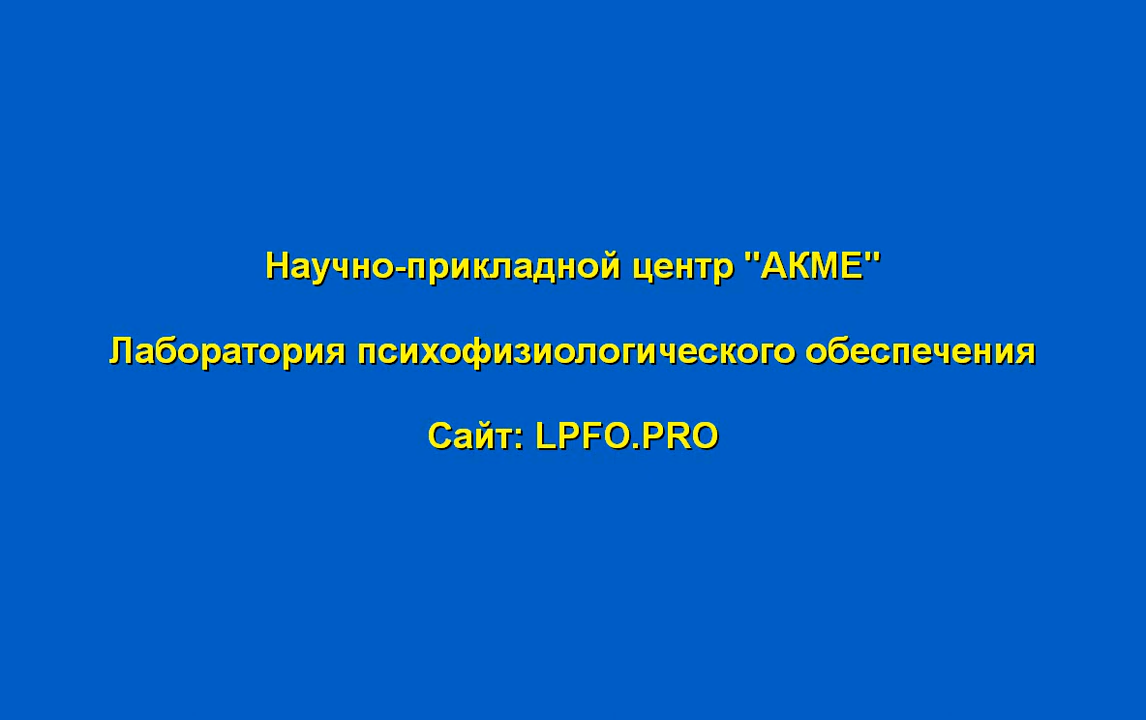 Научно-прикладной центр "АКМЕ"
Лаборатория психофизиологического обеспечения
Сайт: LPFO.PRO